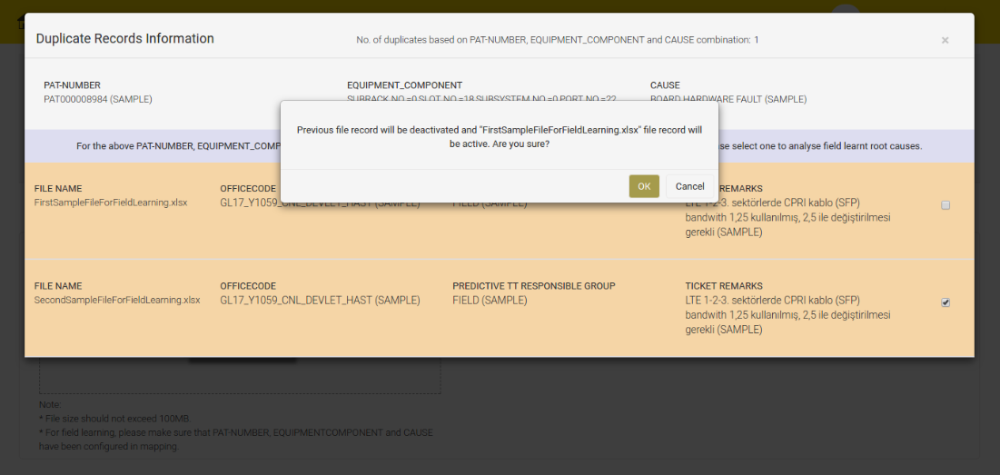 Duplicate Records Information
No. of duplicates based on PAT-NUMBER, EQUIPMENT_COMPONENT and CAUSE combination: 1
×
PAT-NUMBER
EQUIPMENT_COMPONENT
CAUSE
PAT000008984 (SAMPLE)
SUBRACK NO.=0 SLOT NO.=18 SUBSYSTEM NO.=0 PORT NO.=22
BOARD HARDWARE FAULT (SAMPLE)
Previous file record will be deactivated and "FirstSampleFileForFieldLearning.xlsx" file record will
be active. Are you sure?
OK
Cancel
For the above PAT-NUMBER, EQUIPMENT_COMP
select one to analyse field learnt root causes.
FILE NAME
OFFICECODE
REMARKS
FirstSampleFileForFieldLearning.xlsx
GL17_Y1059_CNL_DEVLET_HAST (SAMPLE)
FIELD (SAMPLE)
LTE 1-2-3. sektörlerde CPRI kablo (SFP)
bandwith 1,25 kullanılmış, 2,5 ile değiştirilmesi
gerekli (SAMPLE)
FILE NAME
OFFICECODE
PREDICTIVE TT RESPONSIBLE GROUP
TICKET REMARKS
SecondSampleFileForFieldLearning.xlsx
GL17_Y1059_CNL_DEVLET_HAST (SAMPLE)
FIELD (SAMPLE)
LTE 1-2-3. sektörlerde CPRI kablo (SFP)
bandwith 1,25 kullanılmış, 2,5 ile değiştirilmesi
gerekli (SAMPLE)
Note:
* File size should not exceed 100MB
* For field learning, please make sure that PAT-NUMBER, EQUIPMENTCOMPONENT and CAUSE
have been configured in mapping.